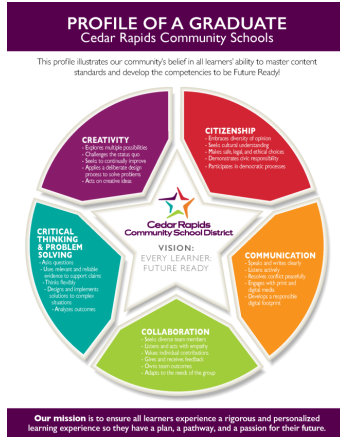 PROFILE OF A GRADUATE
Cedar Rapids Community Schools
This profile illustrates our community's belief in all learners' ability to master content
standards and develop the competencies to be Future Ready!
CREATIVITY
- Explores multiple possibilities
- Challenges the status quo
- Seeks to continually improve
- Applies a deliberate design
process to solve problems
- Acts on creative ideas
CITIZENSHIP
- Embraces diversity of opinion
- Seeks cultural understanding
- Makes safe, legal, and ethical choices
- Demonstrates civic responsibility
- Participates in democratic processes
Cedar Rapids
Community School District
VISION:
EVERY LEARNER:
FUTURE READY
CRITICAL
THINKING
& PROBLEM
SOLVING
- Asks questions
- Uses relevant and reliable
evidence to support claims
- Thinks flexibly
- Designs and implements
solutions to complex
situations
- Analyzes outcomes
COMMUNICATION
- Speaks and writes clearly
- Listens actively
- Resolves conflict peacefully
- Engages with print and
digital media
- Develops a responsible
digital footprint
COLLABORATION
- Seeks diverse team members
- Listens and acts with empathy
- Values individual contributions
- Gives and receives feedback
- Owns team outcomes
- Adapts to the needs of the group
Our mission is to ensure all learners experience a rigorous and personalized
learning experience so they have a plan, a pathway, and a passion for their future.